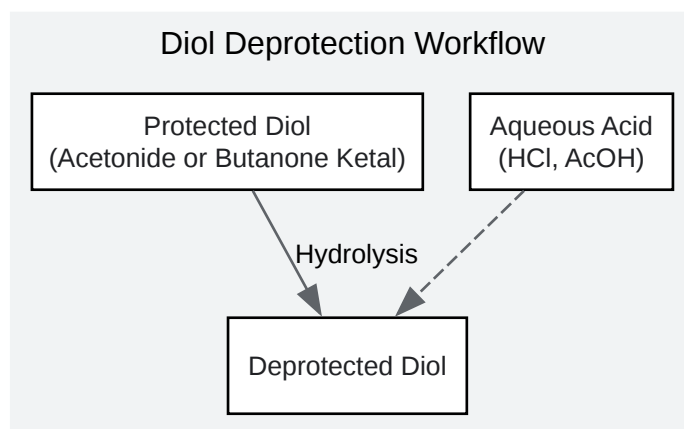 Diol Deprotection Workflow
Protected Diol
(Acetonide or Butanone Ketal)
Aqueous Acid
(HCl, AcOH)
Hydrolysis
Deprotected Diol